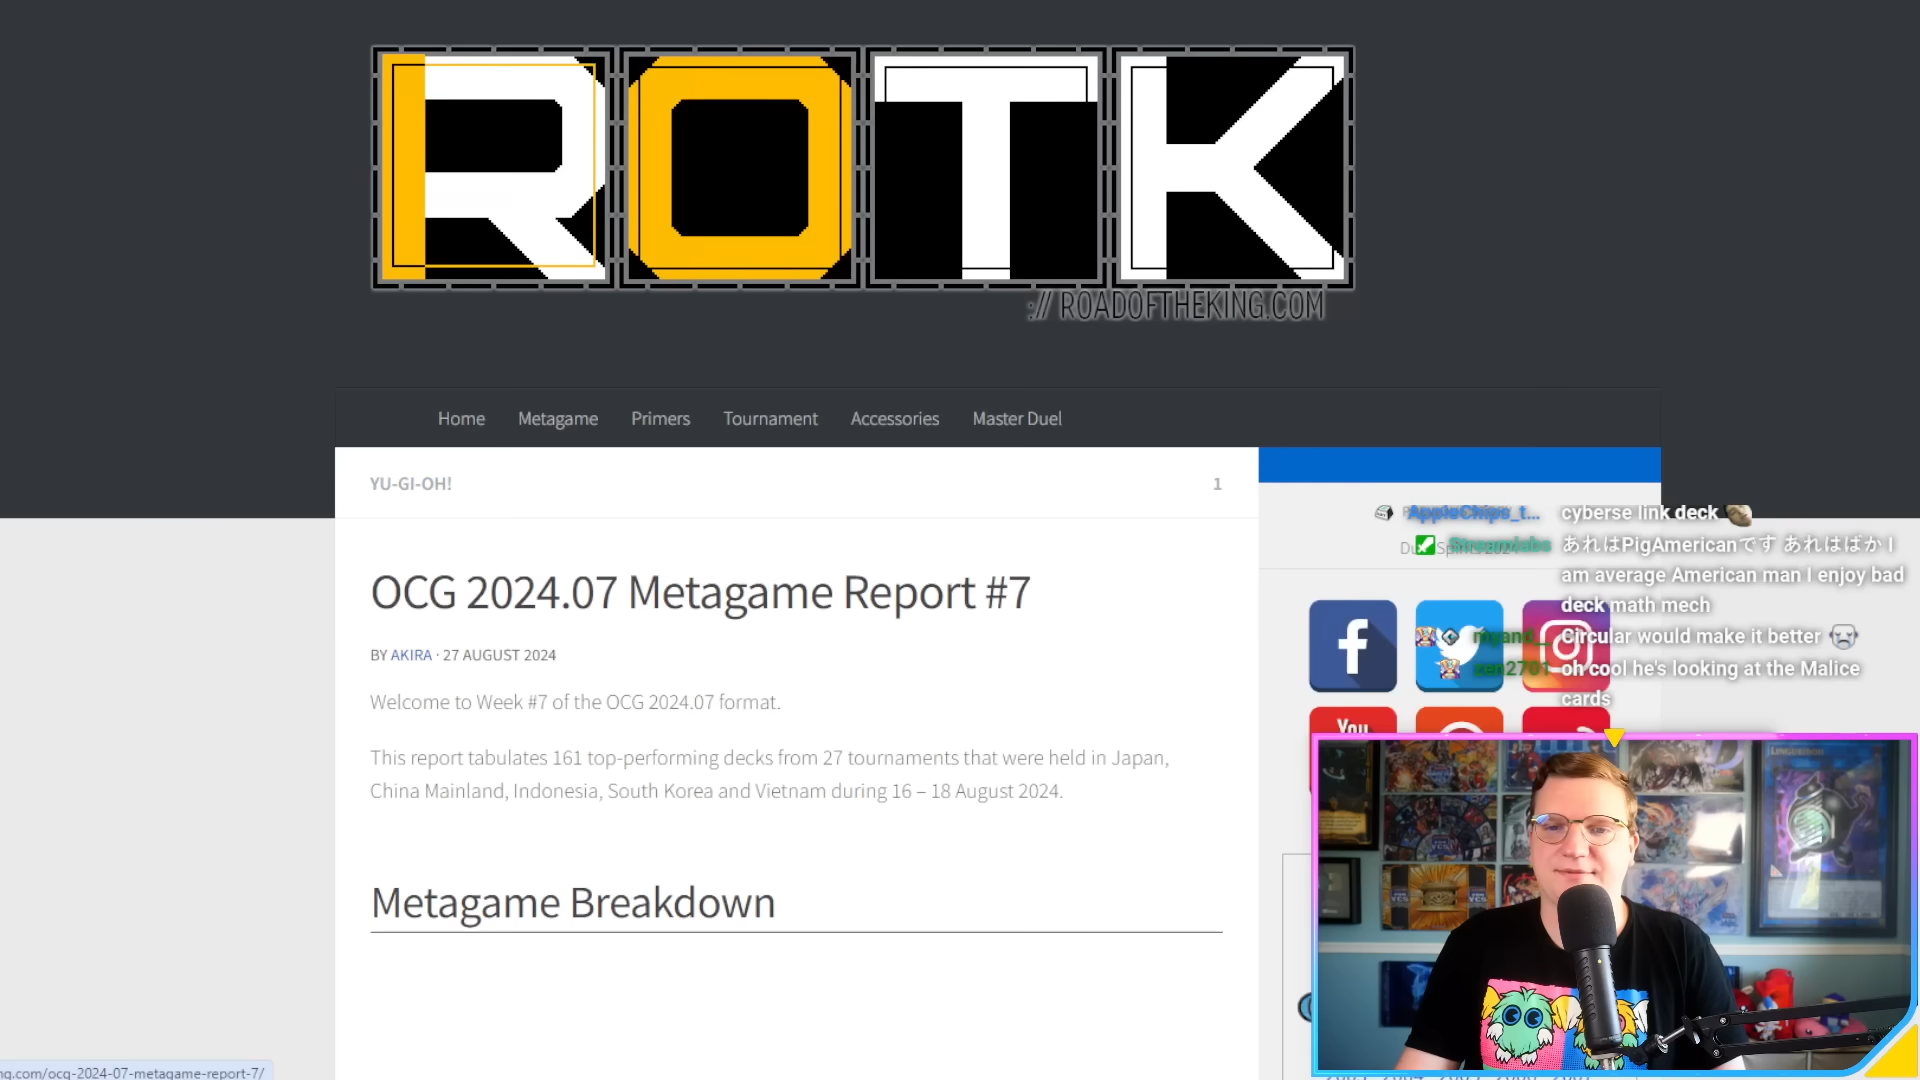 ROTK
:// ROADOFTHEKING.COM
Home Metagame Primers Tournament Accessories Master Duel
YU-GI-OH!
1
OCG 2024.07 Metagame Report #7
BY AKIRA · 27 AUGUST 2024
Welcome to Week #7 of the OCG 2024.07 format.
This report tabulates 161 top-performing decks from 27 tournaments that were held in Japan,
China Mainland, Indonesia, South Korea and Vietnam during 16 – 18 August 2024.
Metagame Breakdown
AppleChips_t... cyberse link deck
Streamlabs あれはPigAmericanです あれはばか I
am average American man I enjoy bad
deck math mech
myand__ Circular would make it better
zen2701 oh cool he's looking at the Malice
cards
You
ng.com/ocg-2024-07-metagame-report-7/